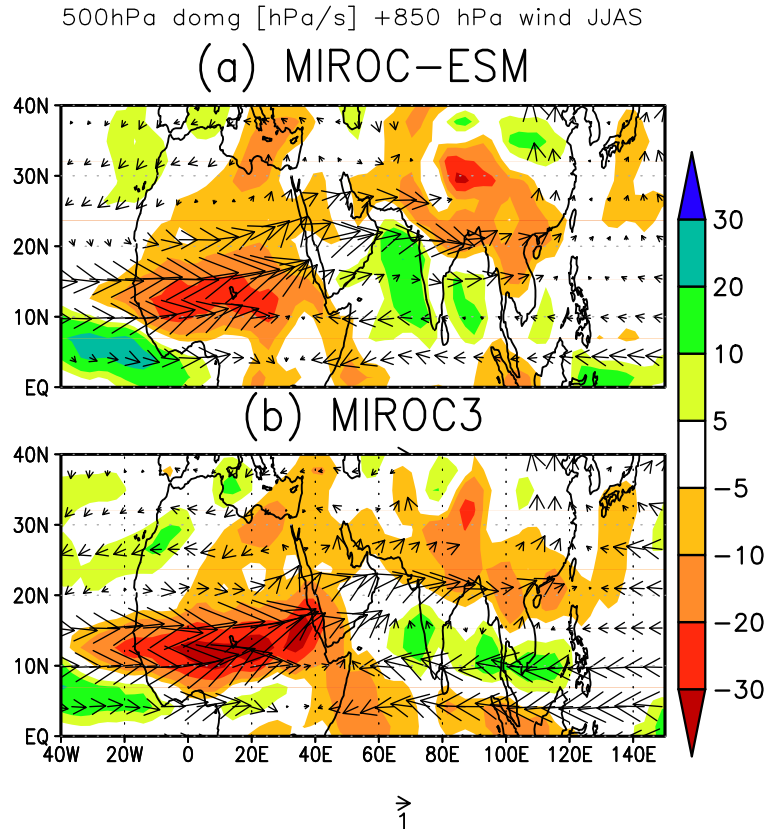 500hPa domg [hPa/s] +850 hPa wind JJAS
(a) MIROC-ESM
40N
30N
20N
10N
EQ
30
20
10
5
-5
-10
-20
-30
(b) MIROC3
40N
30N
20N
10N
EQ
40W 20W 0 20E 40E 60E 80E 100E 120E 140E
1